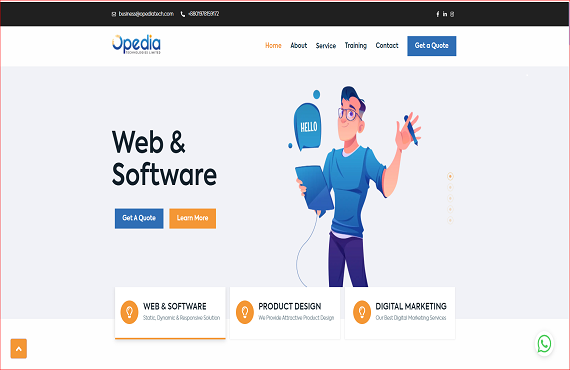 business@opediatech.com +8801978159172
Opedia
TECHNOLOGIES LIMITED
Home About Service Training Contact Get a Quote
HELLO
Web &
Software
Get A Quote Learn More
WEB & SOFTWARE
Static, Dynamic & Responsive Solution
PRODUCT DESIGN
We Provide Attractive Product Design
DIGITAL MARKETING
Our Best Digital Marketing Services